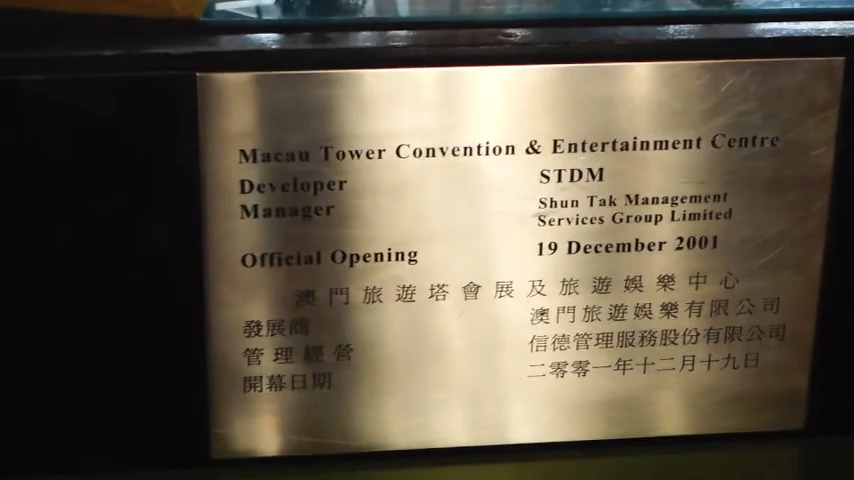 Macau Tower Convention & Entertainment Centre
Developer STDM
Manager Shun Tak Management
Services Group Limited
Official Opening 19 December 2001
澳門旅遊塔會展及旅遊娛樂中心
發展商 澳門旅遊娛樂有限公司
管理經營 信德管理服務股份有限公司
開幕日期 二零零一年十二月十九日